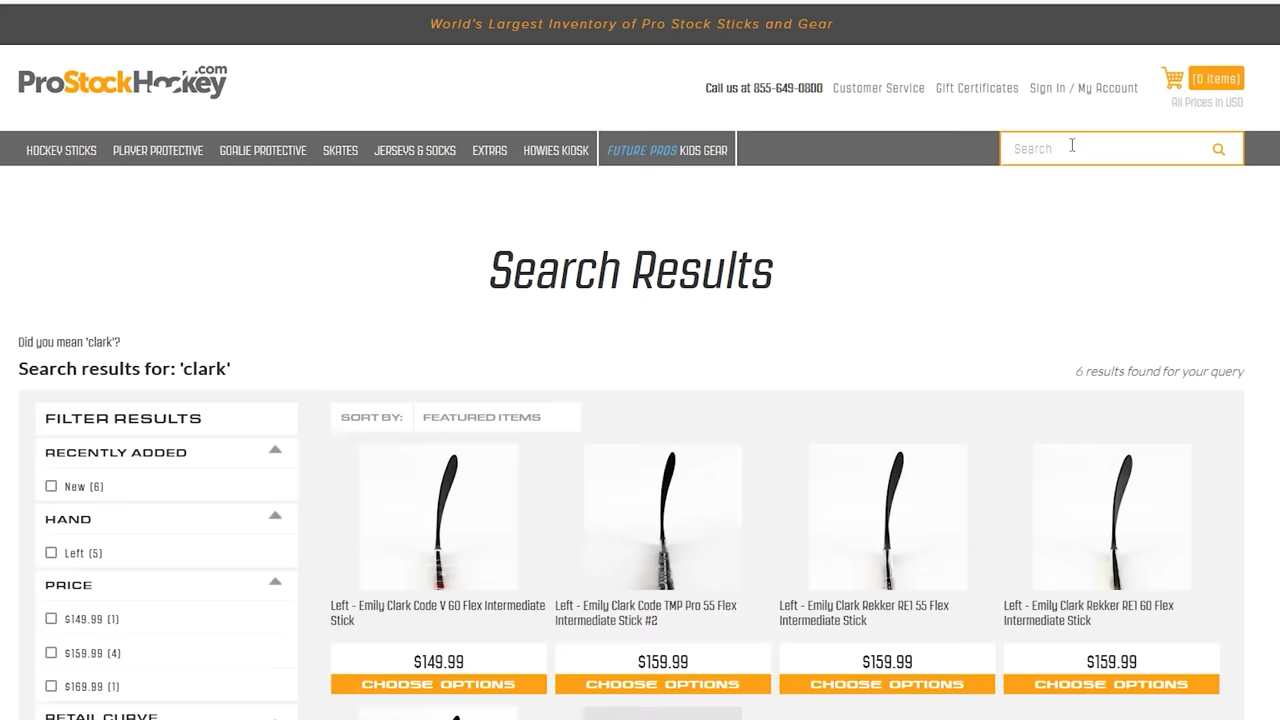 World's Largest Inventory of Pro Stock Sticks and Gear
ProStockHockey.com
Call us at 855-649-0800 Customer Service Gift Certificates Sign In / My Account [0 Items]
All Prices in USD
HOCKEY STICKS PLAYER PROTECTIVE GOALIE PROTECTIVE SKATES JERSEYS & SOCKS EXTRAS HOWIES KIOSK FUTURE PROS KIDS GEAR Search
Search Results
Did you mean 'clark'?
Search results for: 'clark'
6 results found for your query
FILTER RESULTS
RECENTLY ADDED
New (6)
HAND
Left (5)
PRICE
$149.99 (1)
$159.99 (4)
$169.99 (1)
RETAIL CURVE
SORT BY: FEATURED ITEMS
Left - Emily Clark Code V 60 Flex Intermediate
Stick
$149.99
CHOOSE OPTIONS
Left - Emily Clark Code TMP Pro 55 Flex
Intermediate Stick #2
$159.99
CHOOSE OPTIONS
Left - Emily Clark Rekker RE1 55 Flex
Intermediate Stick
$159.99
CHOOSE OPTIONS
Left - Emily Clark Rekker RE1 60 Flex
Intermediate Stick
$159.99
CHOOSE OPTIONS